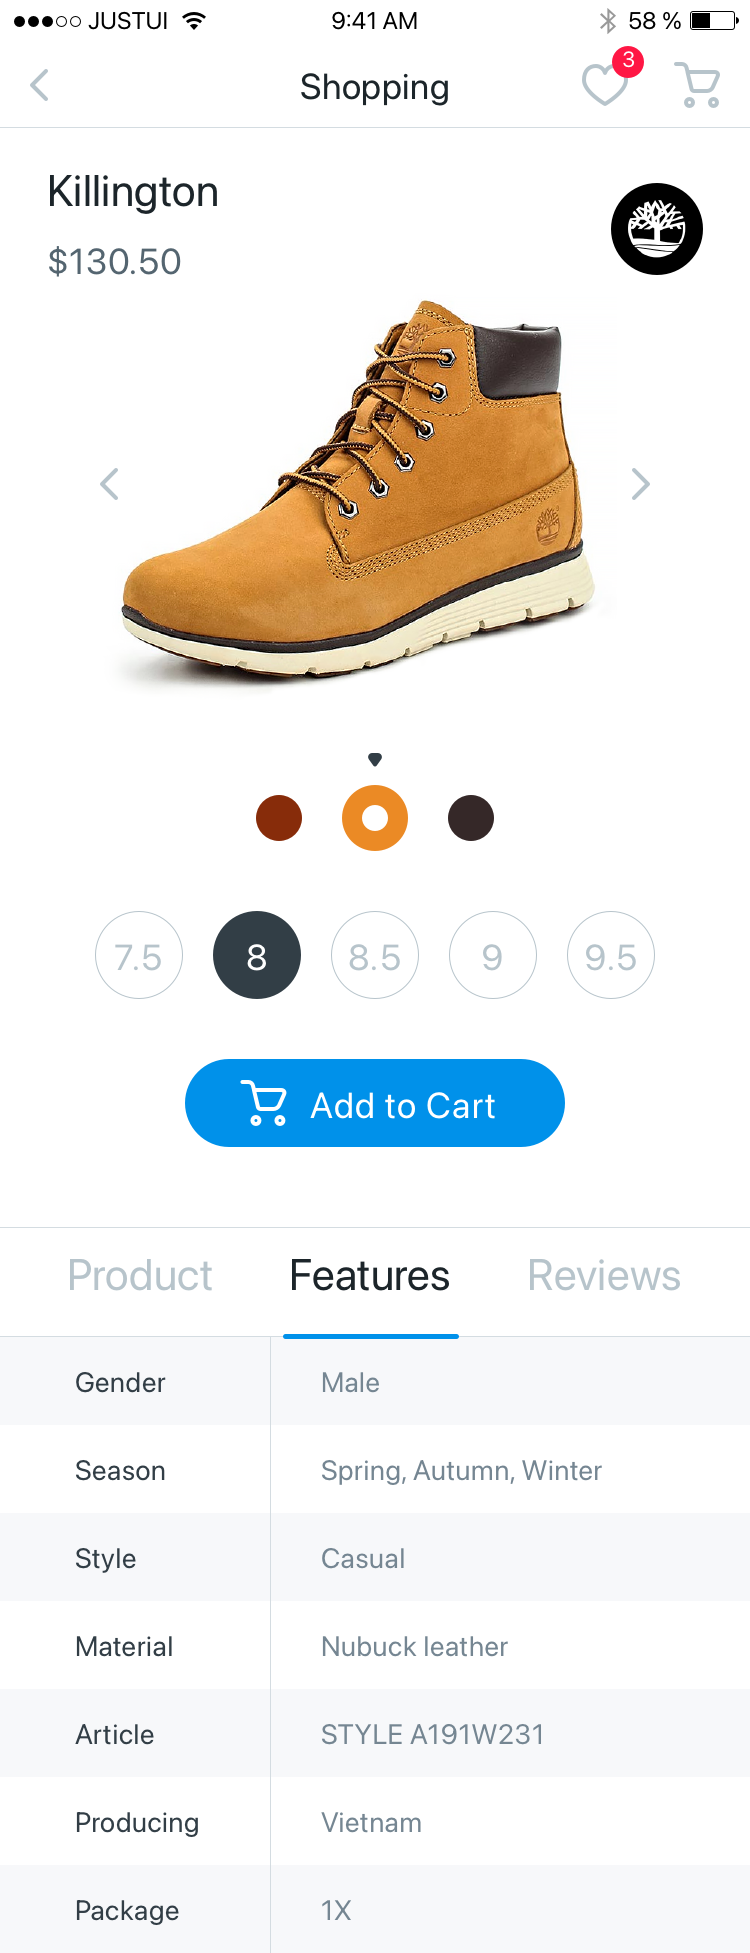 JUSTUI 9:41 AM 58 %
Shopping 3
Killington
$130.50
7.5 8 8.5 9 9.5
Add to Cart
Product Features Reviews
Gender Male
Season Spring, Autumn, Winter
Style Casual
Material Nubuck leather
Article STYLE A191W231
Producing Vietnam
Package 1X